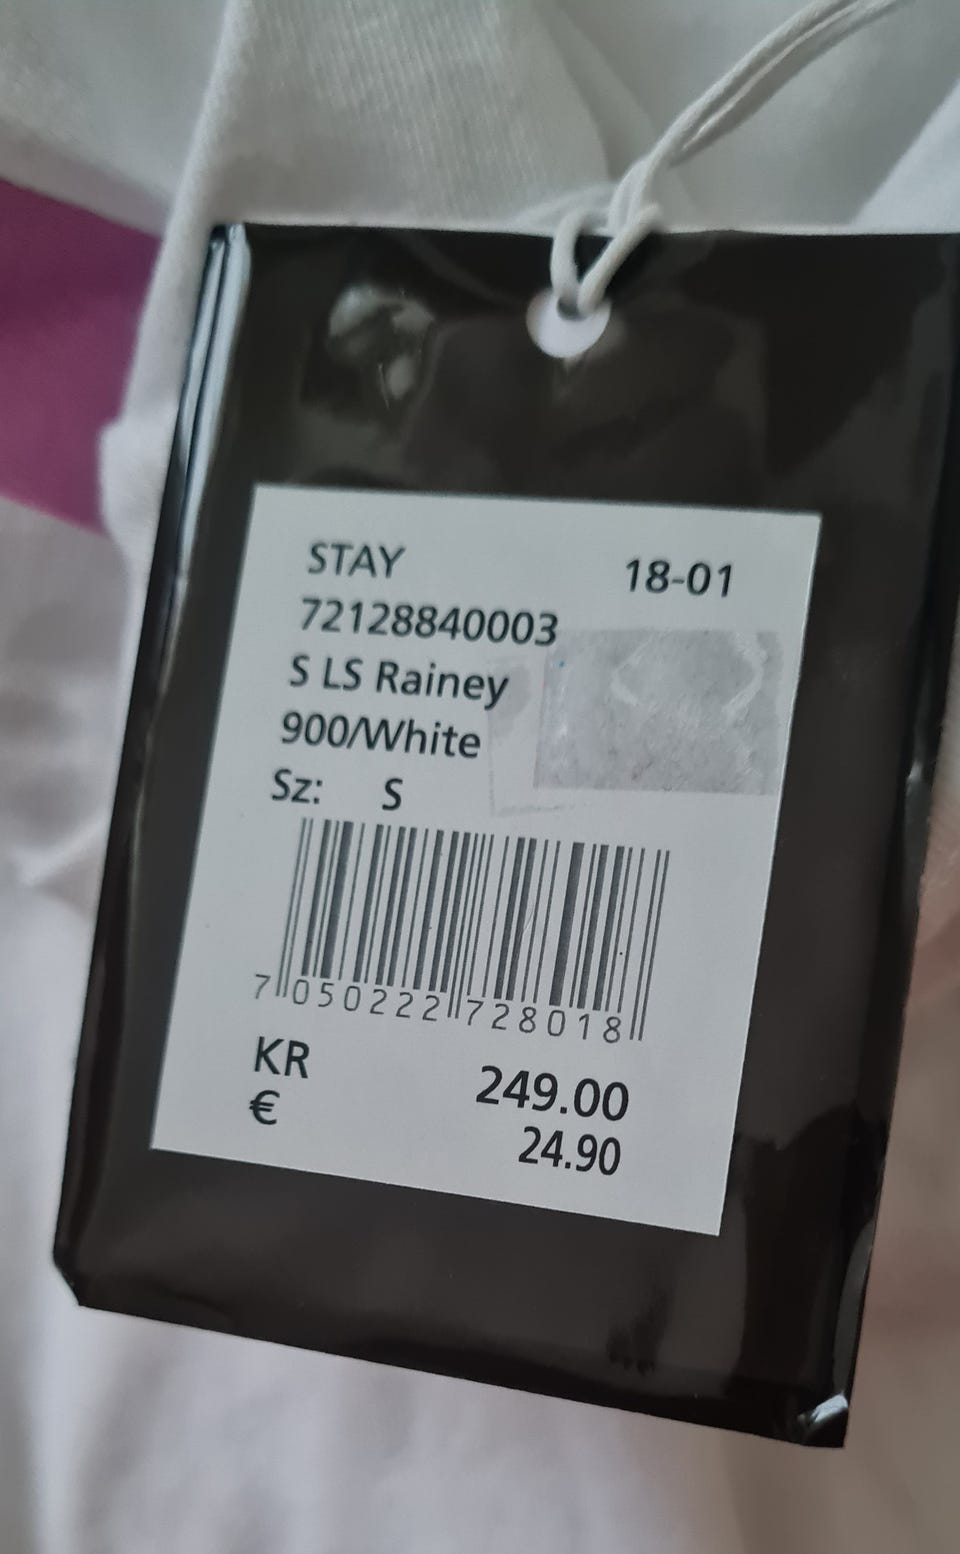 STAY 18-01
72128840003
S LS Rainey
900/White
Sz: S
7 050222 728018
KR 249.00
€ 24.90